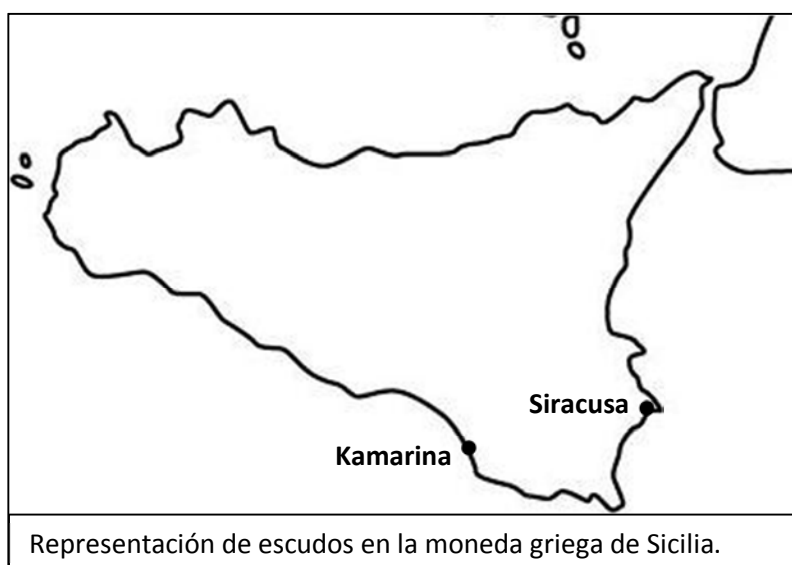 Siracusa
Kamarina
Representación de escudos en la moneda griega de Sicilia.